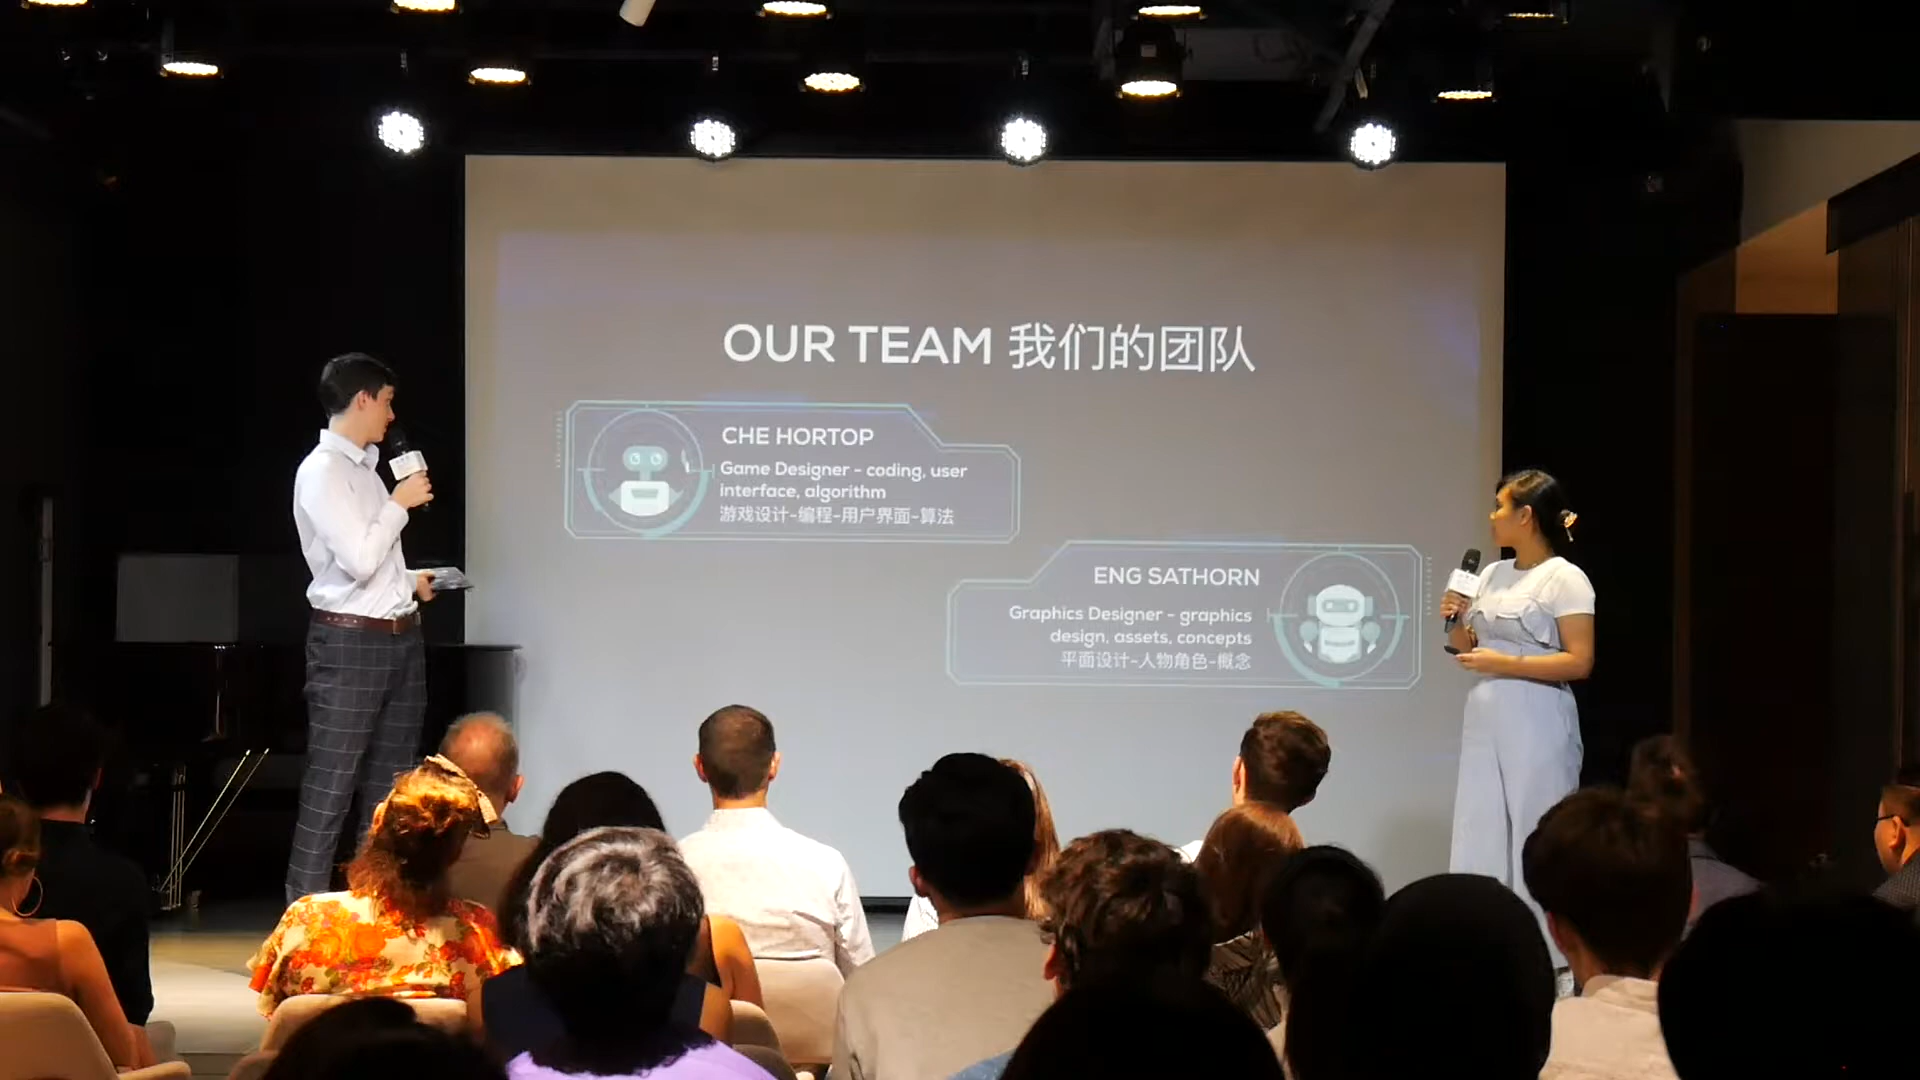 OUR TEAM 我们的团队
CHE HORTOP
Game Designer - coding, user
interface, algorithm
游戏设计-编程-用户界面-算法
ENG SATHORN
Graphics Designer - graphics
design, assets, concepts
平面设计-人物角色-概念